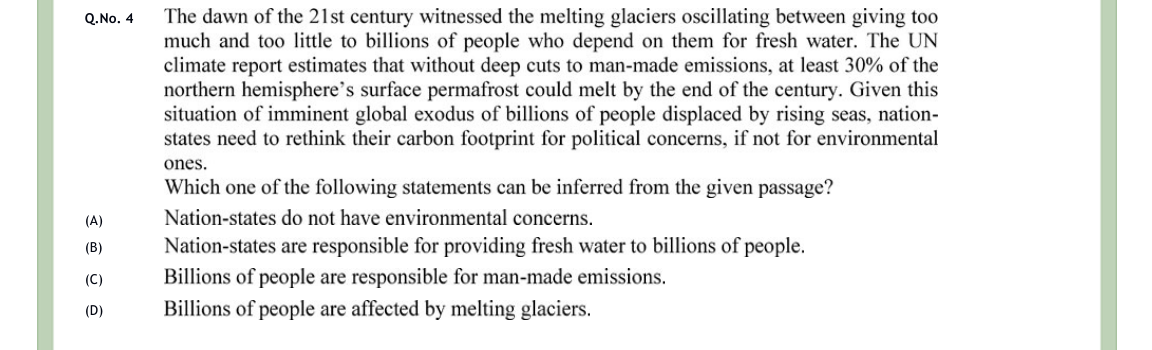 Q.No. 4 The dawn of the 21st century witnessed the melting glaciers oscillating between giving too
much and too little to billions of people who depend on them for fresh water. The UN
climate report estimates that without deep cuts to man-made emissions, at least 30% of the
northern hemisphere’s surface permafrost could melt by the end of the century. Given this
situation of imminent global exodus of billions of people displaced by rising seas, nation-
states need to rethink their carbon footprint for political concerns, if not for environmental
ones.
Which one of the following statements can be inferred from the given passage?
(A) Nation-states do not have environmental concerns.
(B) Nation-states are responsible for providing fresh water to billions of people.
(C) Billions of people are responsible for man-made emissions.
(D) Billions of people are affected by melting glaciers.